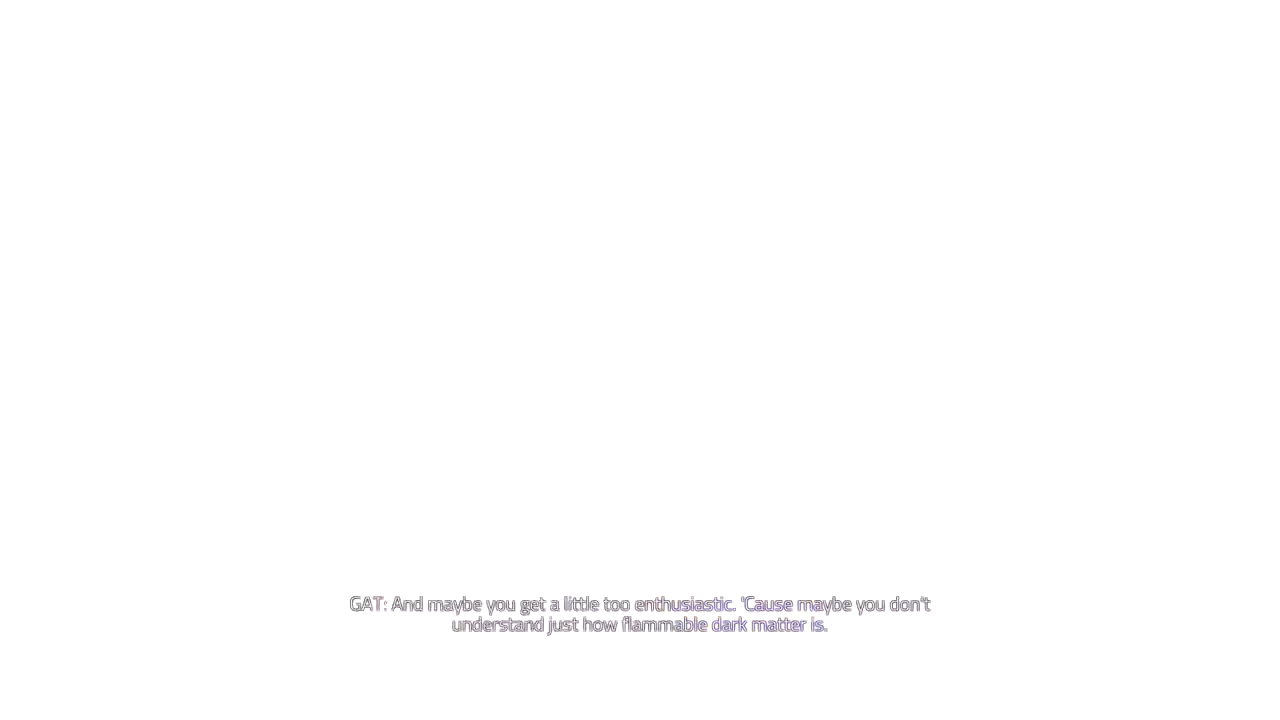 GAT: And maybe you get a little too enthusiastic. 'Cause maybe you don't
understand just how flammable dark matter is.